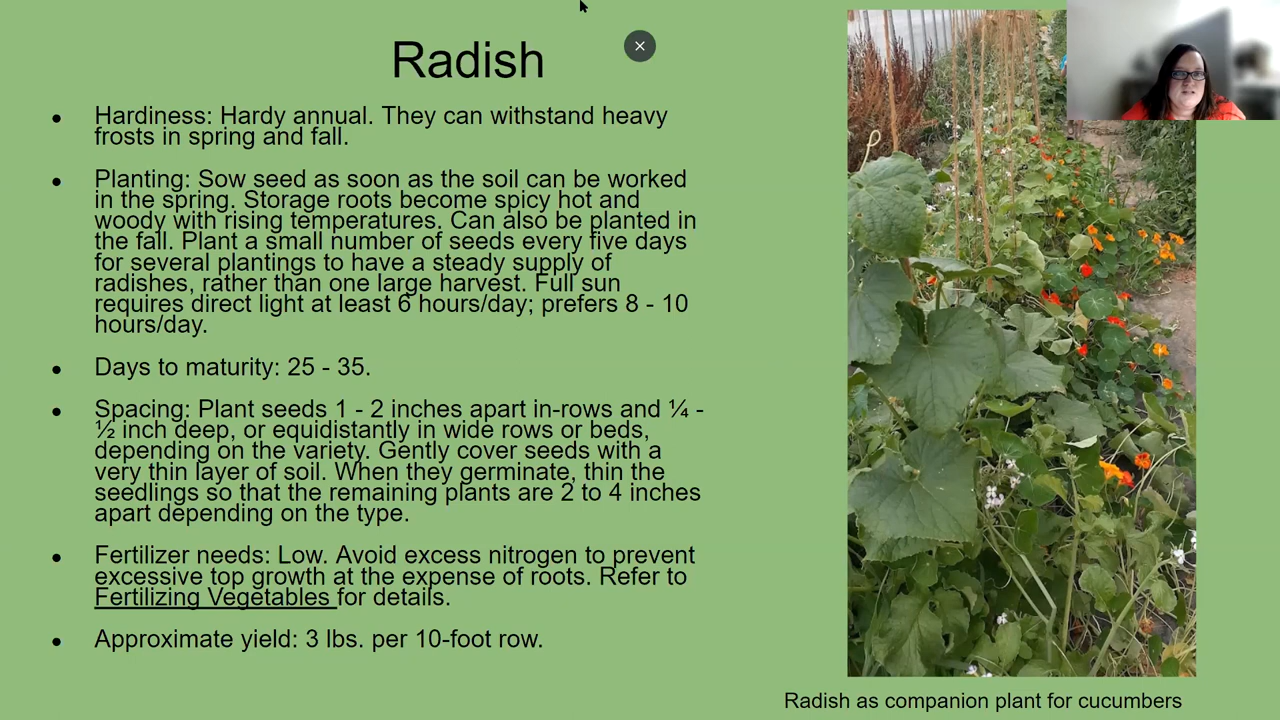 Radish
● Hardiness: Hardy annual. They can withstand heavy
frosts in spring and fall.
● Planting: Sow seed as soon as the soil can be worked
in the spring. Storage roots become spicy hot and
woody with rising temperatures. Can also be planted in
the fall. Plant a small number of seeds every five days
for several plantings to have a steady supply of
radishes, rather than one large harvest. Full sun
requires direct light at least 6 hours/day; prefers 8 - 10
hours/day.
● Days to maturity: 25 - 35.
● Spacing: Plant seeds 1 - 2 inches apart in-rows and ¼ -
½ inch deep, or equidistantly in wide rows or beds,
depending on the variety. Gently cover seeds with a
very thin layer of soil. When they germinate, thin the
seedlings so that the remaining plants are 2 to 4 inches
apart depending on the type.
● Fertilizer needs: Low. Avoid excess nitrogen to prevent
excessive top growth at the expense of roots. Refer to
Fertilizing Vegetables for details.
● Approximate yield: 3 lbs. per 10-foot row.
Radish as companion plant for cucumbers